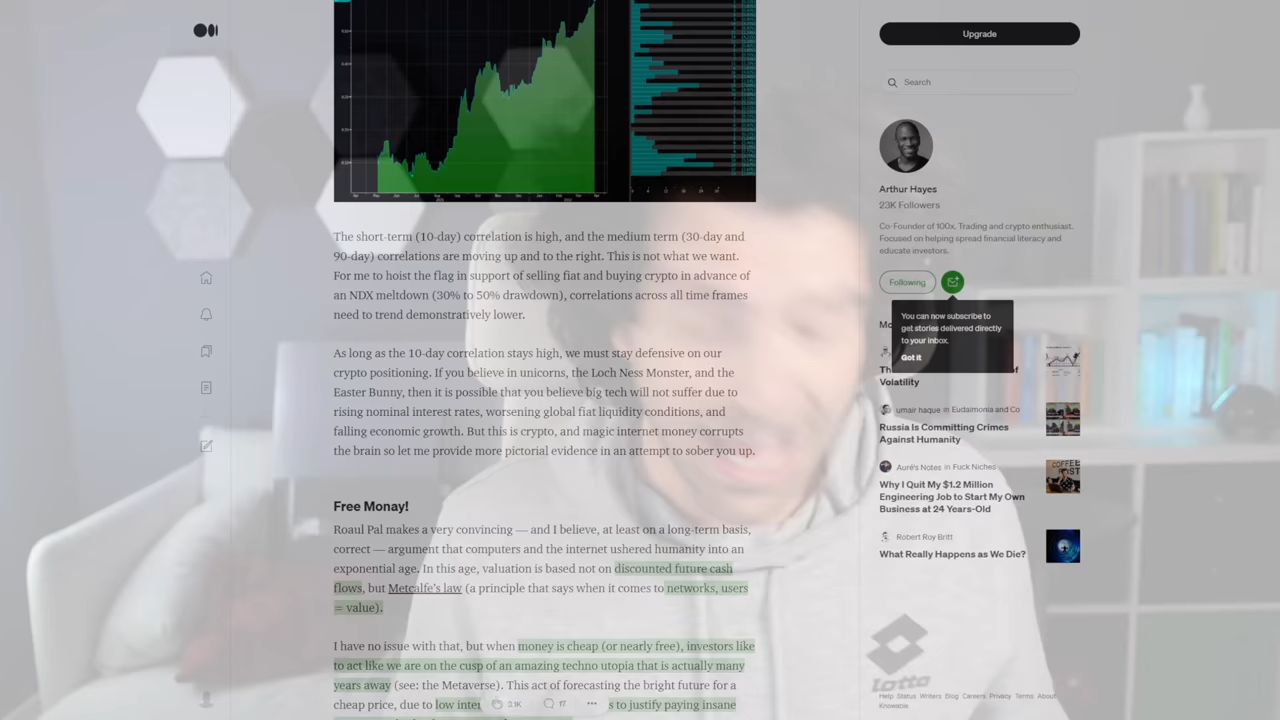 Upgrade
Search
Arthur Hayes
23K Followers
Co-Founder of 100x. Trading and crypto enthusiast.
Focused on helping spread financial literacy and
educate investors.
Following
You can now subscribe to
get stories delivered directly
to your inbox.
Got it
Mo
Th
of
Volatility
umair haque in Eudaimonia and Co
Russia Is Committing Crimes
Against Humanity
Auré's Notes in Fuck Niches
Why I Quit My $1.2 Million
Engineering Job to Start My Own
Business at 24 Years-Old
Robert Roy Britt
What Really Happens as We Die?
Help Status Writers Blog Careers Privacy Terms About
Knowable
The short-term (10-day) correlation is high, and the medium term (30-day and
90-day) correlations are moving up and to the right. This is not what we want.
For me to hoist the flag in support of selling fiat and buying crypto in advance of
an NDX meltdown (30% to 50% drawdown), correlations across all time frames
need to trend demonstratively lower.
As long as the 10-day correlation stays high, we must stay defensive on our
crypto positioning. If you believe in unicorns, the Loch Ness Monster, and the
Easter Bunny, then it is possible that you believe big tech will not suffer due to
rising nominal interest rates, worsening global fiat liquidity conditions, and
falling economic growth. But this is crypto, and magic internet money corrupts
the brain so let me provide more pictorial evidence in an attempt to sober you up.
Free Monay!
Roaul Pal makes a very convincing — and I believe, at least on a long-term basis,
correct — argument that computers and the internet ushered humanity into an
exponential age. In this age, valuation is based not on discounted future cash
flows, but Metcalfe's law (a principle that says when it comes to networks, users
= value).
I have no issue with that, but when money is cheap (or nearly free), investors like
to act like we are on the cusp of an amazing techno utopia that is actually many
years away (see: the Metaverse). This act of forecasting the bright future for a
cheap price, due to low inter
s to justify paying insane
17
lotto